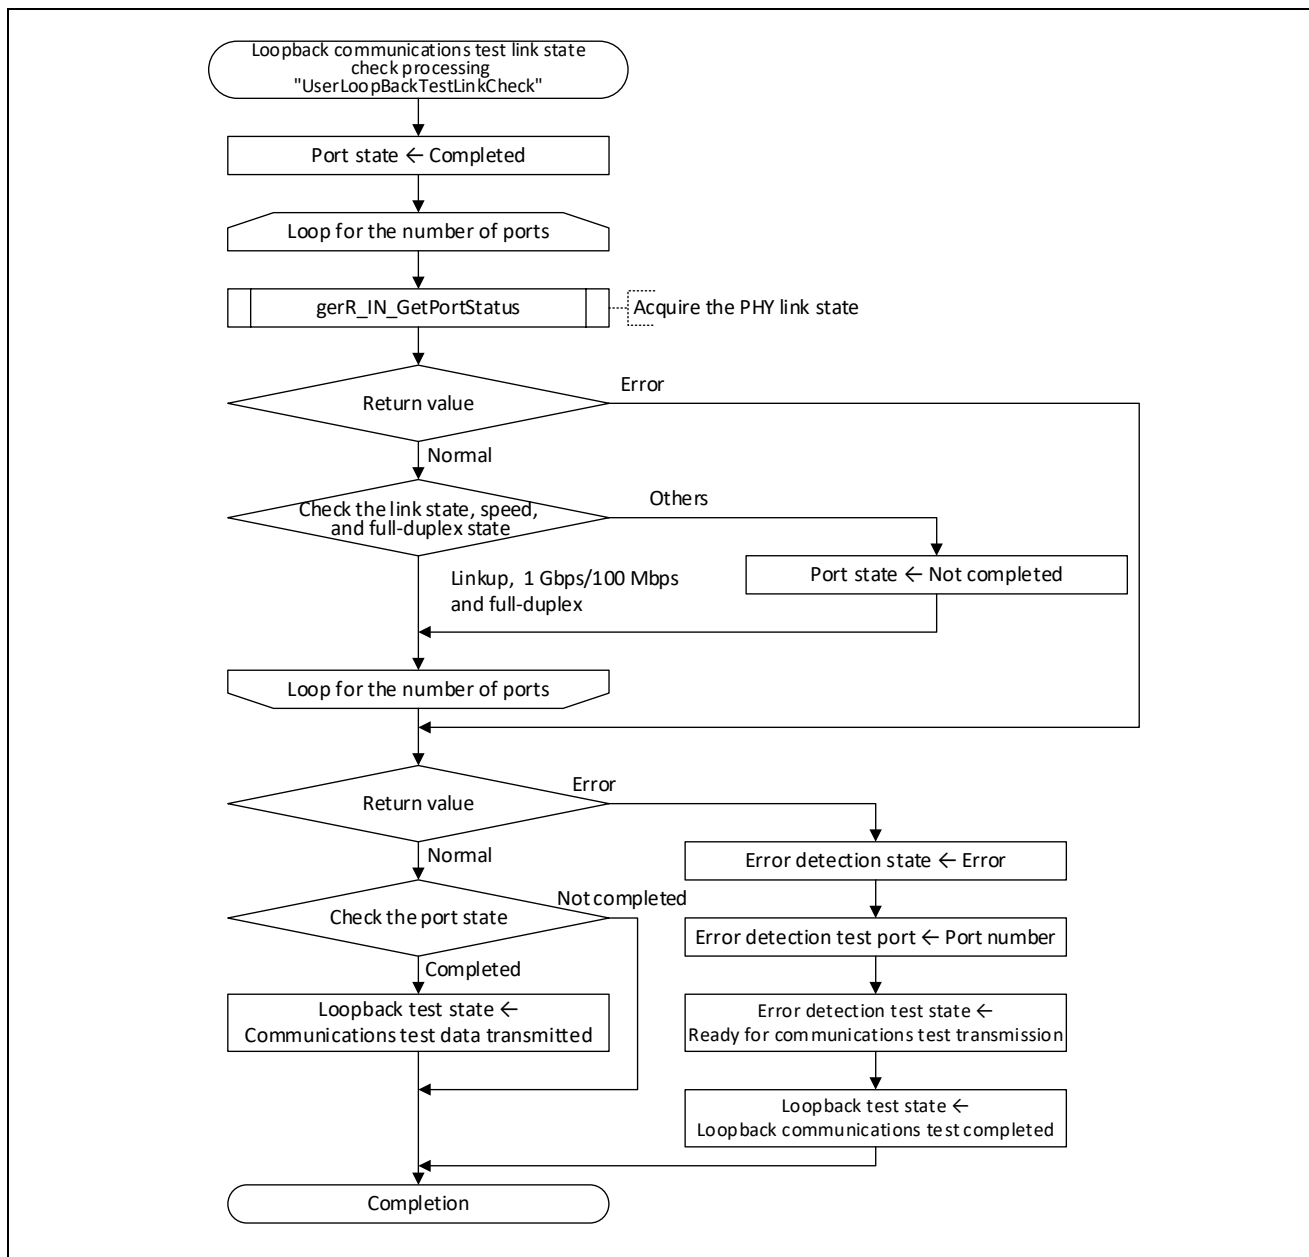 Loopback communications test link state
check processing
"UserLoopBackTestLinkCheck"
Port state ← Completed
Loop for the number of ports
gerR_IN_GetPortStatus
Acquire the PHY link state
Return value
Error
Normal
Check the link state, speed,
and full-duplex state
Others
Linkup, 1 Gbps/100 Mbps
and full-duplex
Port state ← Not completed
Loop for the number of ports
Return value
Error
Normal
Error detection state ← Error
Check the port state
Not completed
Completed
Error detection test port ← Port number
Loopback test state ←
Communications test data transmitted
Error detection test state ←
Ready for communications test transmission
Loopback test state ←
Loopback communications test completed
Completion